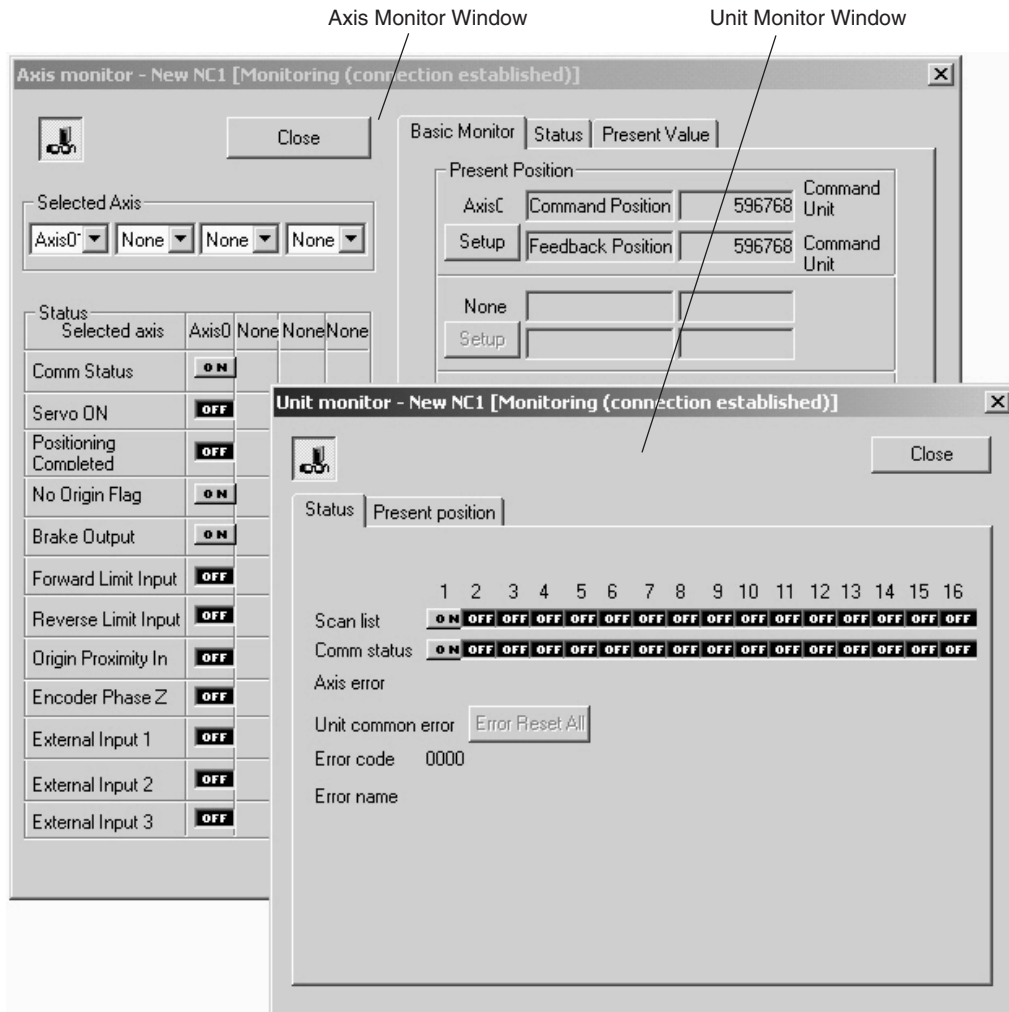 Axis Monitor Window
Unit Monitor Window
Axis monitor - New NC1 [Monitoring (connection established)]
Close
Basic Monitor Status Present Value
Selected Axis
Axis0 None None None
Present Position
Axis0 Command Position 596768 Command Unit
Setup Feedback Position 596768 Command Unit
None
Setup
Status
Selected axis Axis0 None None None
Comm Status ON
Servo ON OFF
Positioning Completed OFF
No Origin Flag ON
Brake Output ON
Forward Limit Input OFF
Reverse Limit Input OFF
Origin Proximity In OFF
Encoder Phase Z OFF
External Input 1 OFF
External Input 2 OFF
External Input 3 OFF
Unit monitor - New NC1 [Monitoring (connection established)]
Close
Status Present position
1 2 3 4 5 6 7 8 9 10 11 12 13 14 15 16
Scan list ON OFF OFF OFF OFF OFF OFF OFF OFF OFF OFF OFF OFF OFF OFF OFF
Comm status ON OFF OFF OFF OFF OFF OFF OFF OFF OFF OFF OFF OFF OFF OFF OFF
Axis error
Unit common error Error Reset All
Error code 0000
Error name